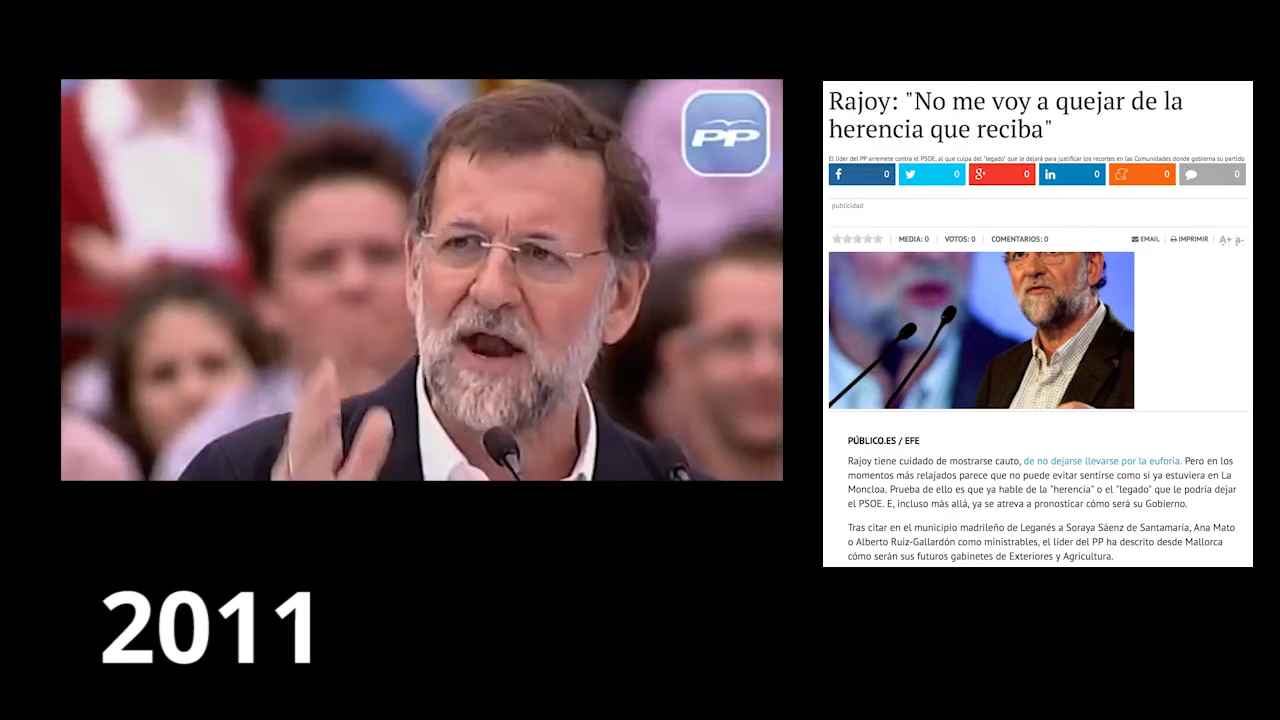 PP
Rajoy: "No me voy a quejar de la
herencia que reciba"
El líder del PP arremete contra el PSOE, al que culpa del "legado" que le dejará para justificar los recortes en las Comunidades donde gobierna su partido
0 0 0 0 0 0
publicidad
MEDIA: 0 VOTOS: 0 COMENTARIOS: 0 EMAIL IMPRIMIR A+ a-
PÚBLICO.ES / EFE
Rajoy tiene cuidado de mostrarse cauto, de no dejarse llevarse por la euforia. Pero en los
momentos más relajados parece que no puede evitar sentirse como si ya estuviera en La
Moncloa. Prueba de ello es que ya hable de la "herencia" o el "legado" que le podría dejar
el PSOE. E, incluso más allá, ya se atreva a pronosticar cómo será su Gobierno.
Tras citar en el municipio madrileño de Leganés a Soraya Sáenz de Santamaría, Ana Mato
o Alberto Ruiz-Gallardón como ministrables, el líder del PP ha descrito desde Mallorca
cómo serán sus futuros gabinetes de Exteriores y Agricultura.
2011